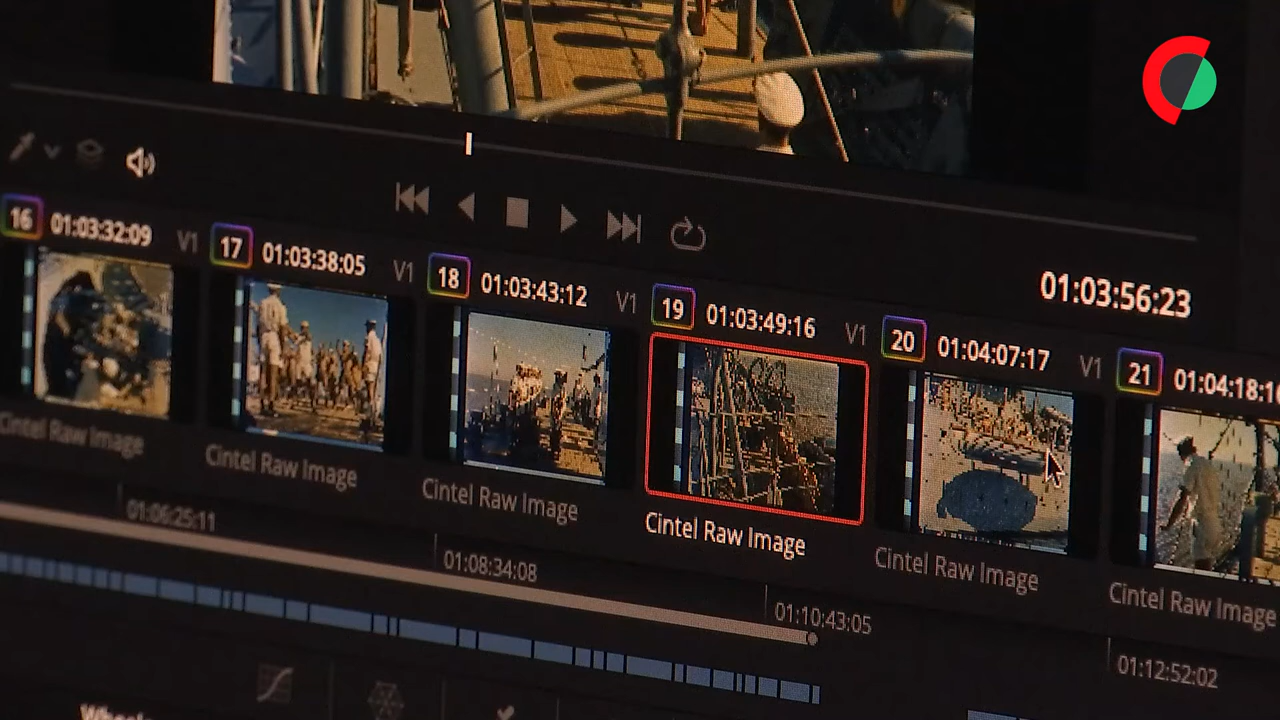 16 01:03:32:09 V1
17 01:03:38:05 V1
18 01:03:43:12 V1
19 01:03:49:16 V1
20 01:04:07:17 V1
21
01:03:56:23
Cintel Raw Image
Cintel Raw Image
Cintel Raw Image
Cintel Raw Image
Cintel Raw Image
Cintel Raw Image
01:06:25:11
01:08:34:08
01:10:43:05
01:12:52:02